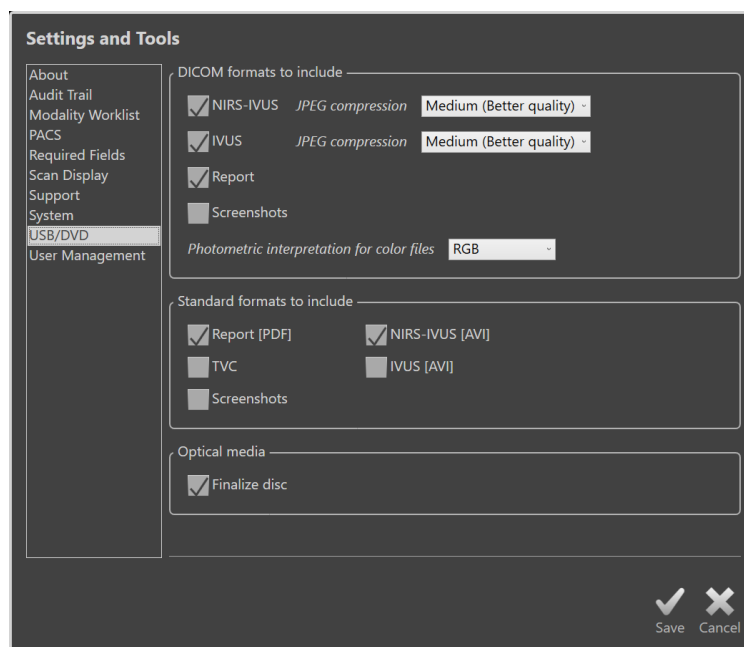 Settings and Tools
About
Audit Trail
Modality Worklist
PACS
Required Fields
Scan Display
Support
System
USB/DVD
User Management
DICOM formats to include
NIRS-IVUS JPEG compression Medium (Better quality)
IVUS JPEG compression Medium (Better quality)
Report
Screenshots
Photometric interpretation for color files RGB
Standard formats to include
Report [PDF] NIRS-IVUS [AVI]
TVC IVUS [AVI]
Screenshots
Optical media
Finalize disc
Save Cancel